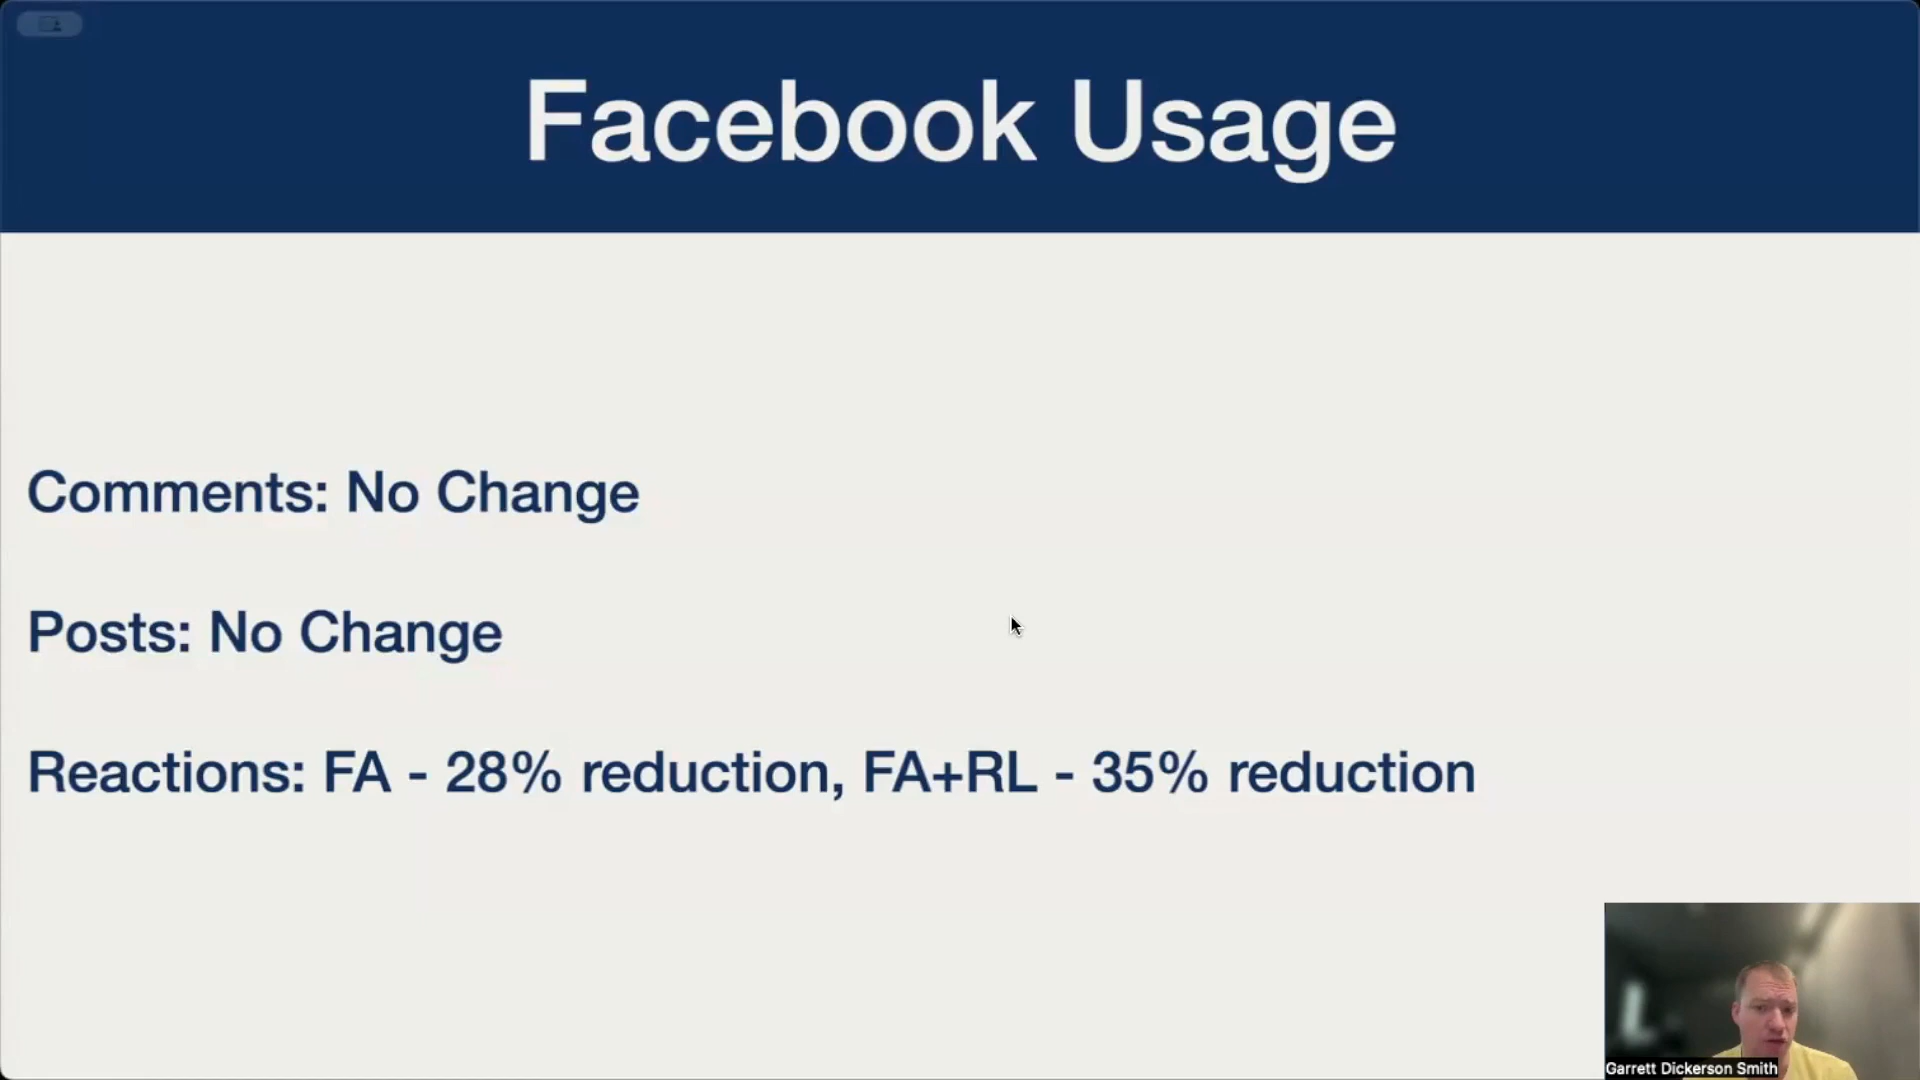 Facebook Usage
Comments: No Change
Posts: No Change
Reactions: FA - 28% reduction, FA+RL - 35% reduction
Garrett Dickerson Smith